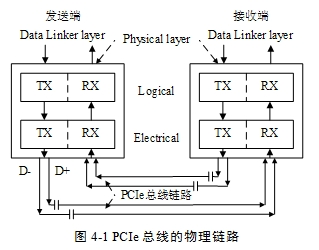 发送端
接收端
Data Linker layer
Physical layer
Data Linker layer
TX
RX
Logical
TX
RX
TX
RX
Electrical
TX
RX
D-
D+
PCIe总线链路
图 4-1 PCIe 总线的物理链路